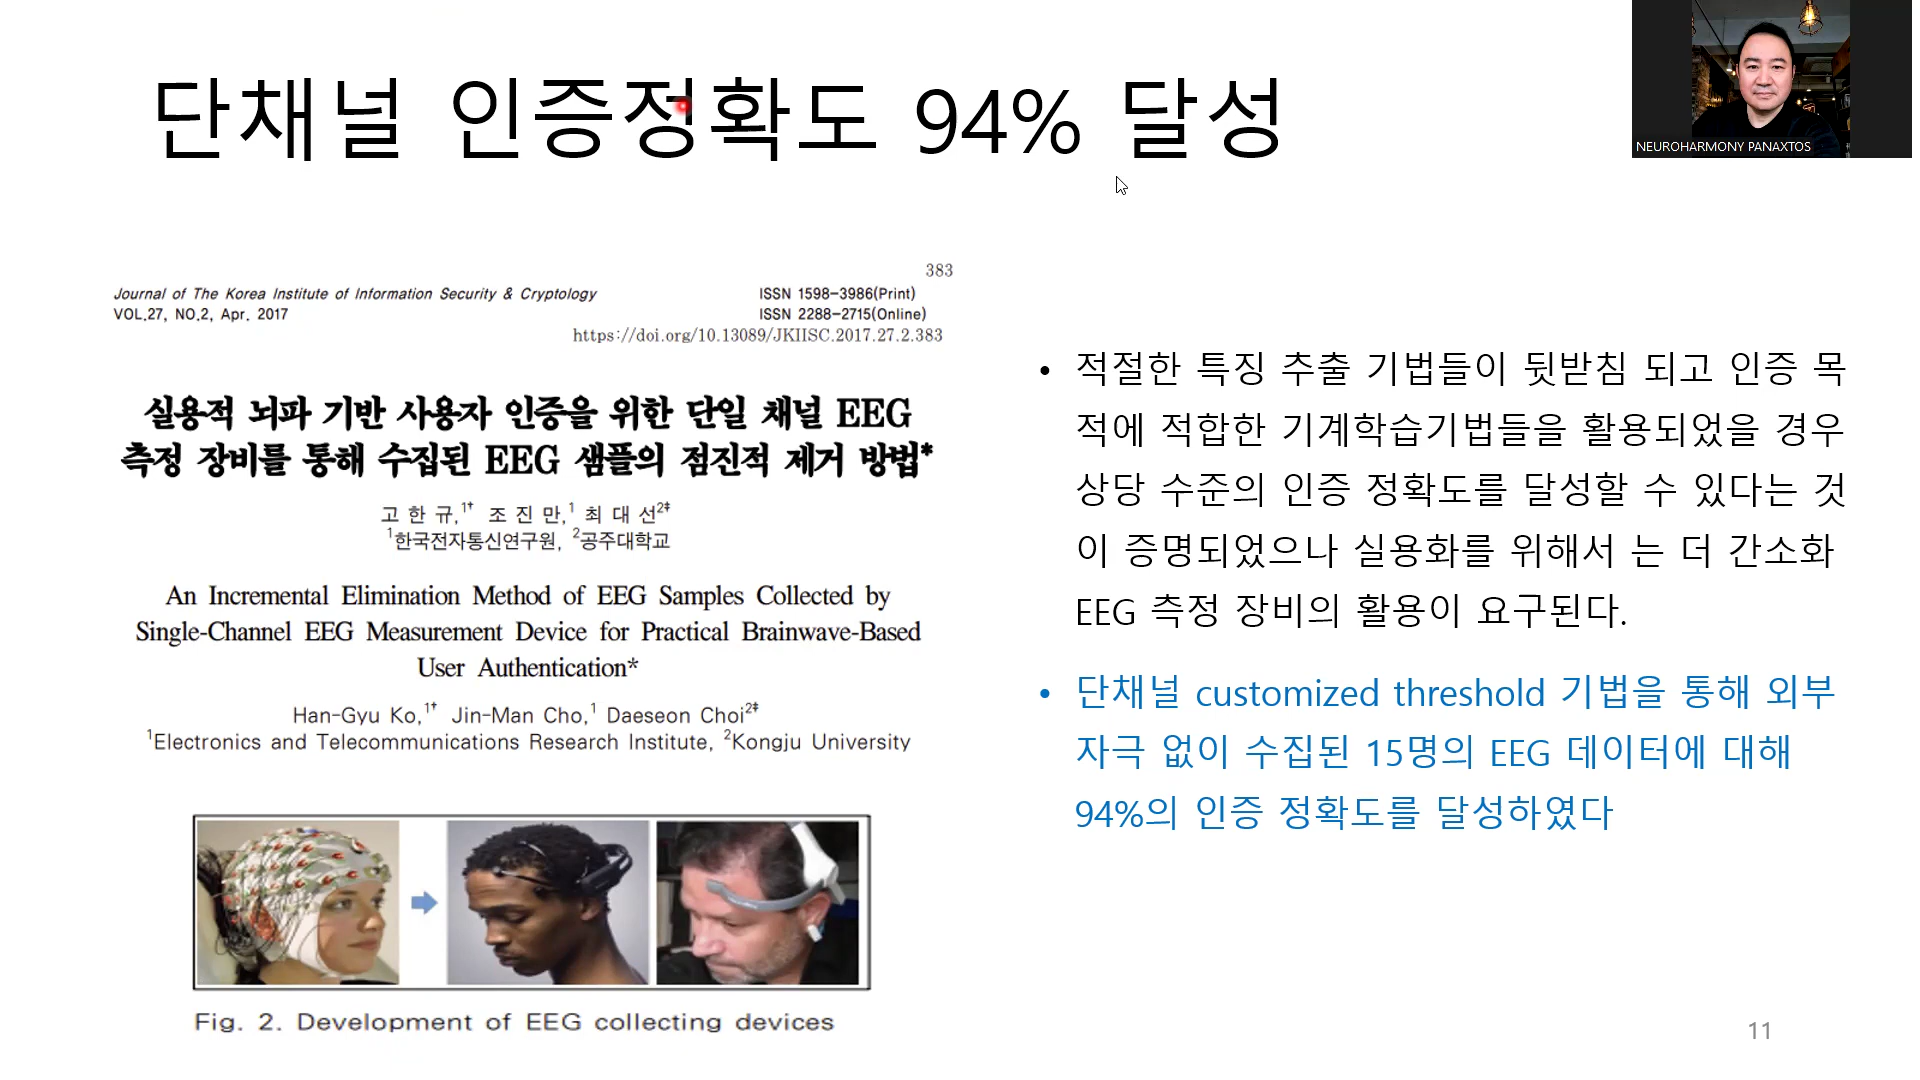 단채널 인증정확도 94% 달성
NEUROHARMONY PANAXTOS
383
Journal of The Korea Institute of Information Security & Cryptology
VOL.27, NO.2, Apr. 2017
ISSN 1598-3986(Print)
ISSN 2288-2715(Online)
https://doi.org/10.13089/JKIISC.2017.27.2.383
실용적 뇌파 기반 사용자 인증을 위한 단일 채널 EEG
측정 장비를 통해 수집된 EEG 샘플의 점진적 제거 방법*
고 한 규,1† 조 진 만,1 최 대 선2‡
1한국전자통신연구원, 2공주대학교
An Incremental Elimination Method of EEG Samples Collected by
Single-Channel EEG Measurement Device for Practical Brainwave-Based
User Authentication*
Han-Gyu Ko,1† Jin-Man Cho,1 Daeseon Choi2‡
1Electronics and Telecommunications Research Institute, 2Kongju University
Fig. 2. Development of EEG collecting devices
• 적절한 특징 추출 기법들이 뒷받침 되고 인증 목
적에 적합한 기계학습기법들을 활용되었을 경우
상당 수준의 인증 정확도를 달성할 수 있다는 것
이 증명되었으나 실용화를 위해서 는 더 간소화
EEG 측정 장비의 활용이 요구된다.
• 단채널 customized threshold 기법을 통해 외부
자극 없이 수집된 15명의 EEG 데이터에 대해
94%의 인증 정확도를 달성하였다
11